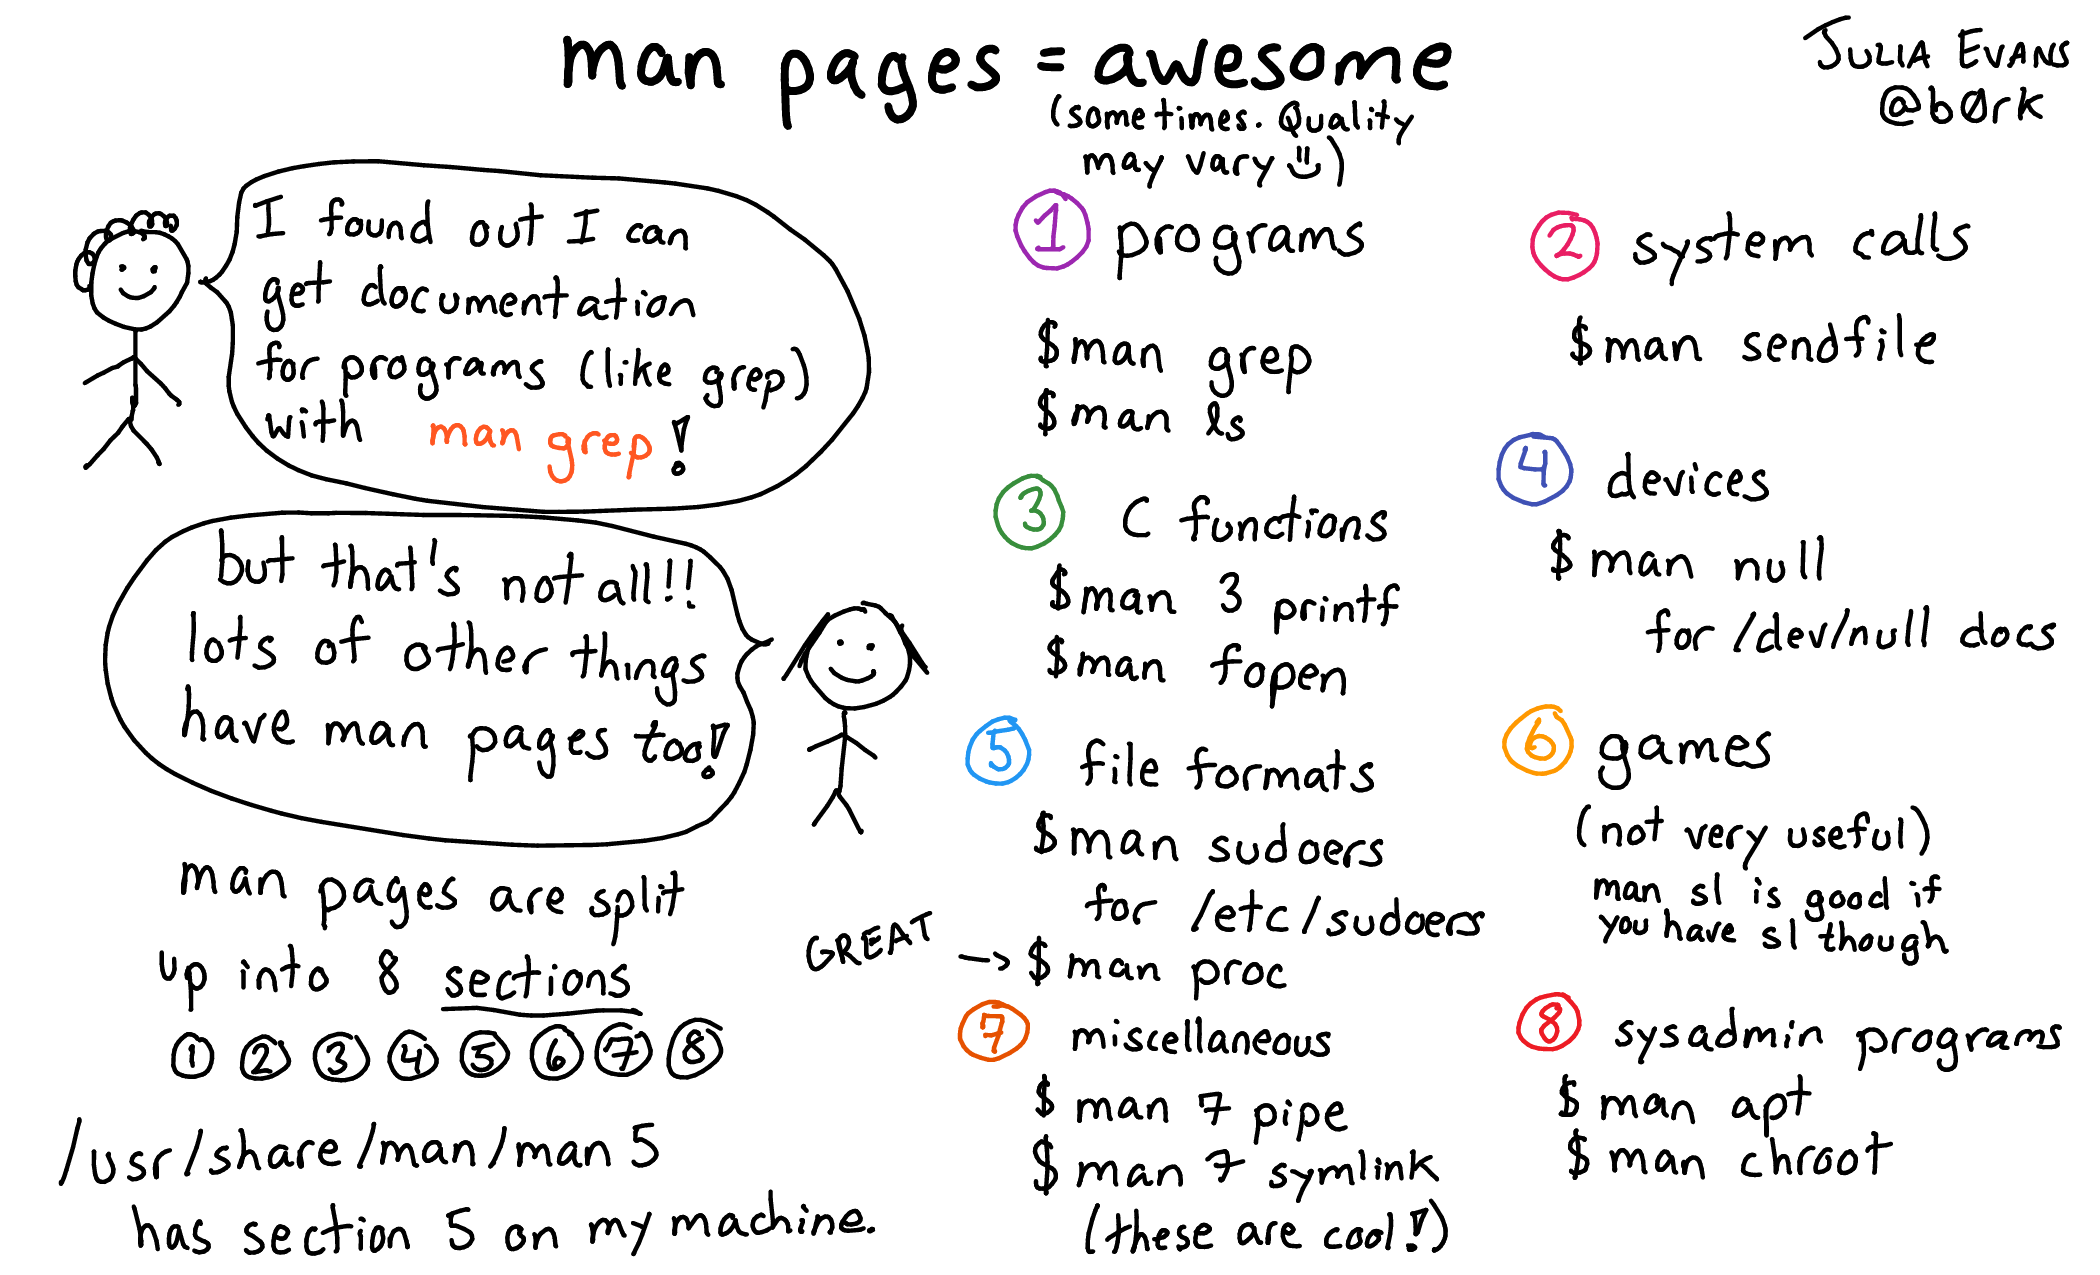 man pages = awesome
(sometimes. Quality
may vary)
JULIA EVANS
@b0rk
I found out I can
get documentation
for programs (like grep)
with man grep!
but that's not all!!
lots of other things
have man pages too!
man pages are split
up into 8 sections
① ② ③ ④ ⑤ ⑥ ⑦ ⑧
/usr/share/man/man5
has section 5 on my machine.
① programs
$ man grep
$ man ls
② system calls
$ man sendfile
③ C functions
$ man 3 printf
$ man fopen
④ devices
$ man null
for /dev/null docs
⑤ file formats
$ man sudoers
for /etc/sudoers
GREAT → $ man proc
⑥ games
(not very useful)
man sl is good if
you have sl though
⑦ miscellaneous
$ man 7 pipe
$ man 7 symlink
(these are cool!)
⑧ sysadmin programs
$ man apt
$ man chroot